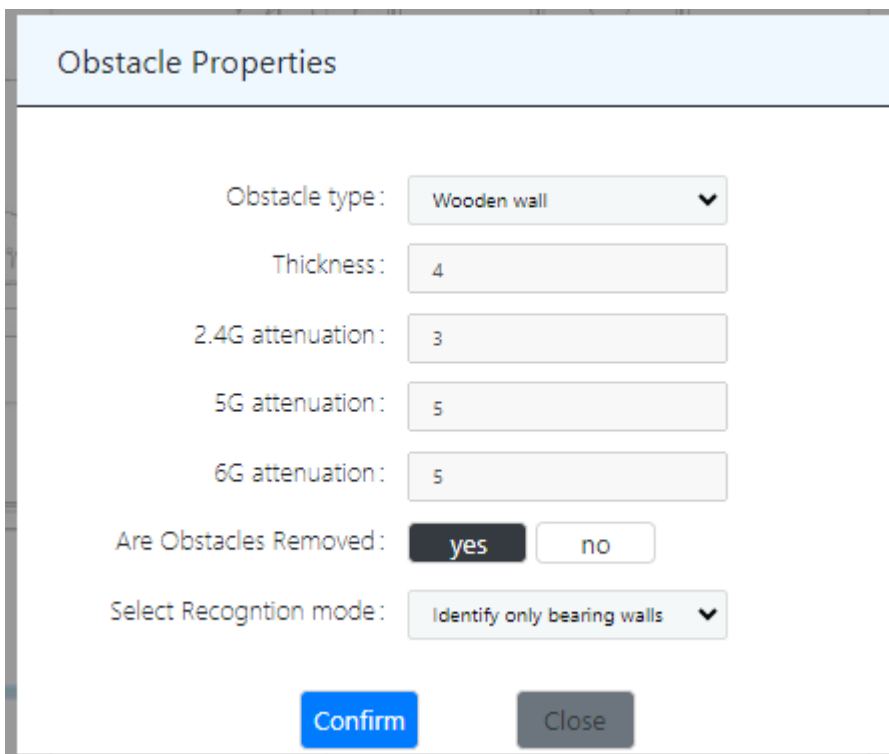 Obstacle Properties
Obstacle type: Wooden wall
Thickness: 4
2.4G attenuation: 3
5G attenuation: 5
6G attenuation: 5
Are Obstacles Removed: yes no
Select Recogntion mode: Identify only bearing walls
Confirm Close